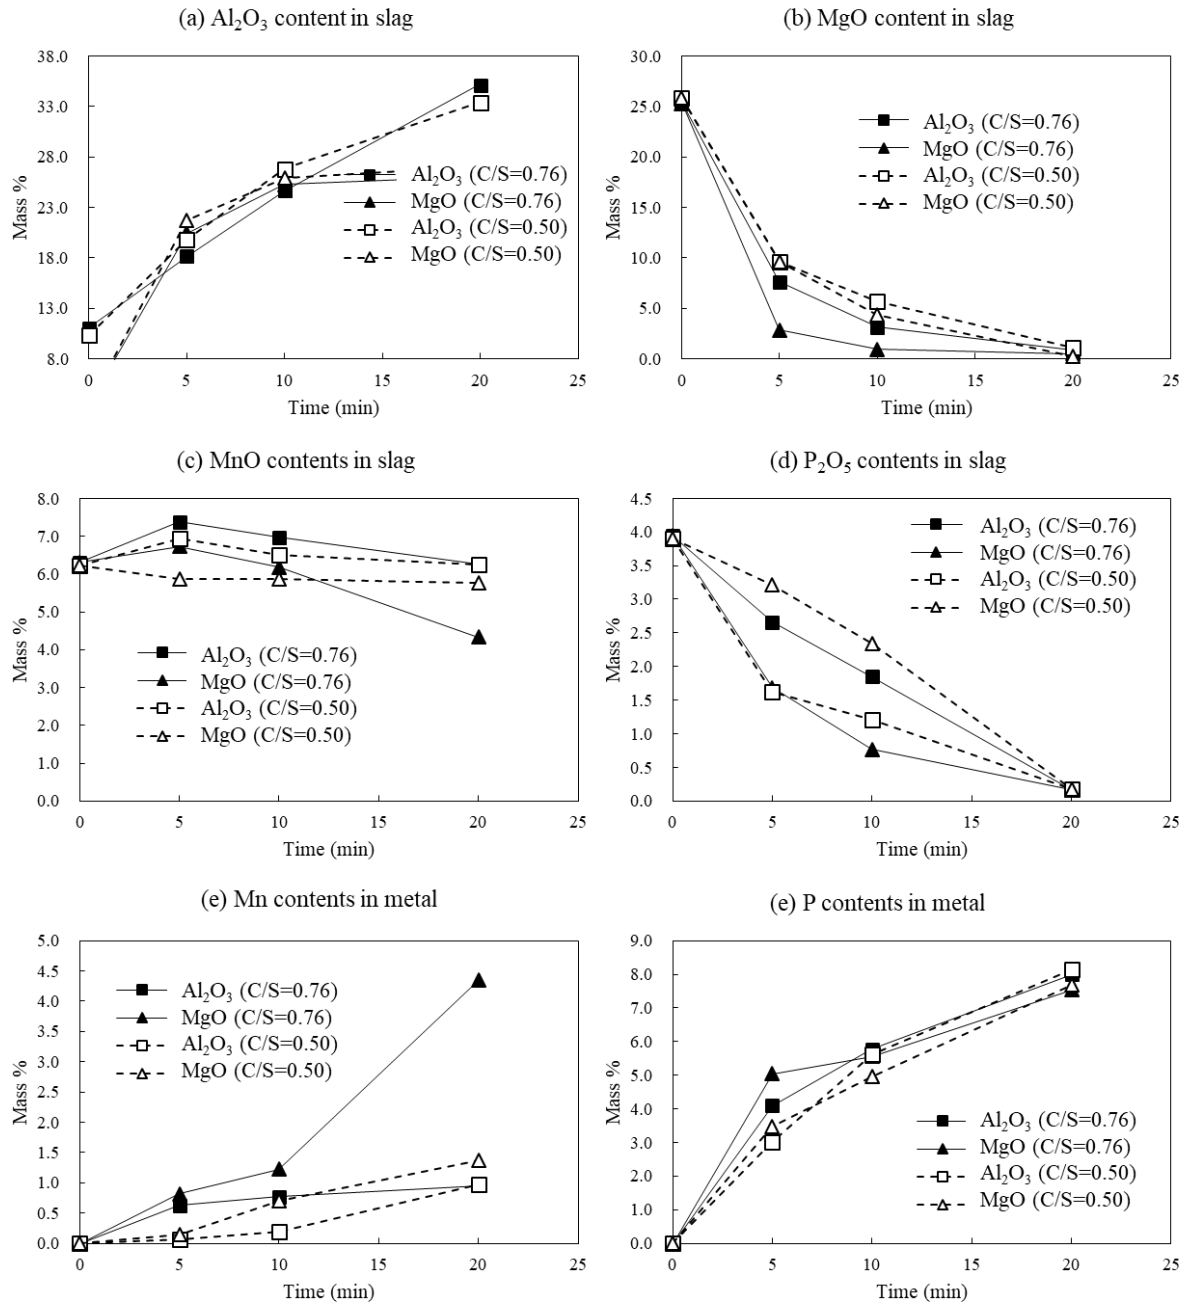 (a) Al₂O₃ content in slag
38.0
33.0
28.0
23.0
18.0
13.0
8.0
Mass %
Al₂O₃ (C/S=0.76)
MgO (C/S=0.76)
Al₂O₃ (C/S=0.50)
MgO (C/S=0.50)
0 5 10 15 20 25
Time (min)
(b) MgO content in slag
30.0
25.0
20.0
15.0
10.0
5.0
0.0
Mass %
Al₂O₃ (C/S=0.76)
MgO (C/S=0.76)
Al₂O₃ (C/S=0.50)
MgO (C/S=0.50)
0 5 10 15 20 25
Time (min)
(c) MnO contents in slag
8.0
7.0
6.0
5.0
4.0
3.0
2.0
1.0
0.0
Mass %
Al₂O₃ (C/S=0.76)
MgO (C/S=0.76)
Al₂O₃ (C/S=0.50)
MgO (C/S=0.50)
0 5 10 15 20 25
Time (min)
(d) P₂O₅ contents in slag
4.5
4.0
3.5
3.0
2.5
2.0
1.5
1.0
0.5
0.0
Mass %
Al₂O₃ (C/S=0.76)
MgO (C/S=0.76)
Al₂O₃ (C/S=0.50)
MgO (C/S=0.50)
0 5 10 15 20 25
Time (min)
(e) Mn contents in metal
5.0
4.5
4.0
3.5
3.0
2.5
2.0
1.5
1.0
0.5
0.0
Mass %
Al₂O₃ (C/S=0.76)
MgO (C/S=0.76)
Al₂O₃ (C/S=0.50)
MgO (C/S=0.50)
0 5 10 15 20 25
Time (min)
(e) P contents in metal
9.0
8.0
7.0
6.0
5.0
4.0
3.0
2.0
1.0
0.0
Mass %
Al₂O₃ (C/S=0.76)
MgO (C/S=0.76)
Al₂O₃ (C/S=0.50)
MgO (C/S=0.50)
0 5 10 15 20 25
Time (min)